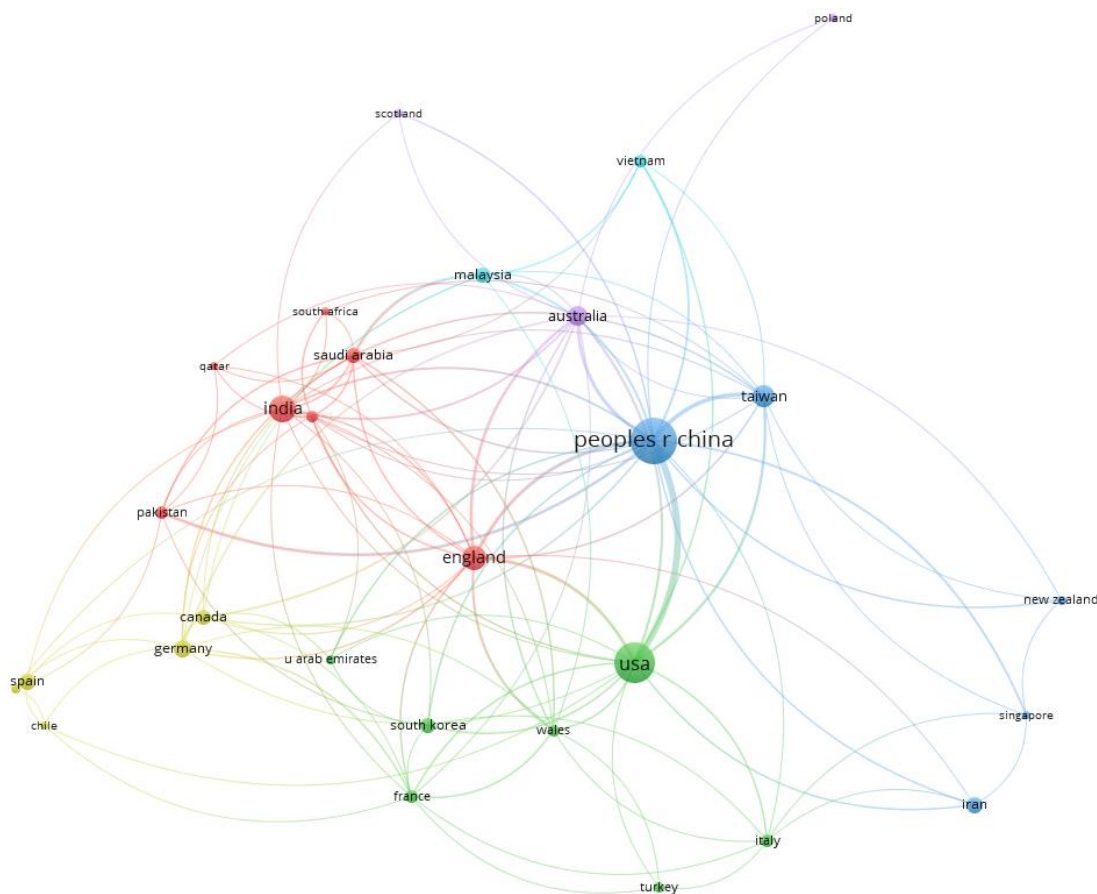 poland
scotland
vietnam
malaysia
south africa
australia
saudi arabia
qatar
taiwan
india
peoples r china
pakistan
england
new zealand
canada
germany
u arab emirates
usa
spain
singapore
chile
south korea
wales
france
iran
italy
turkey